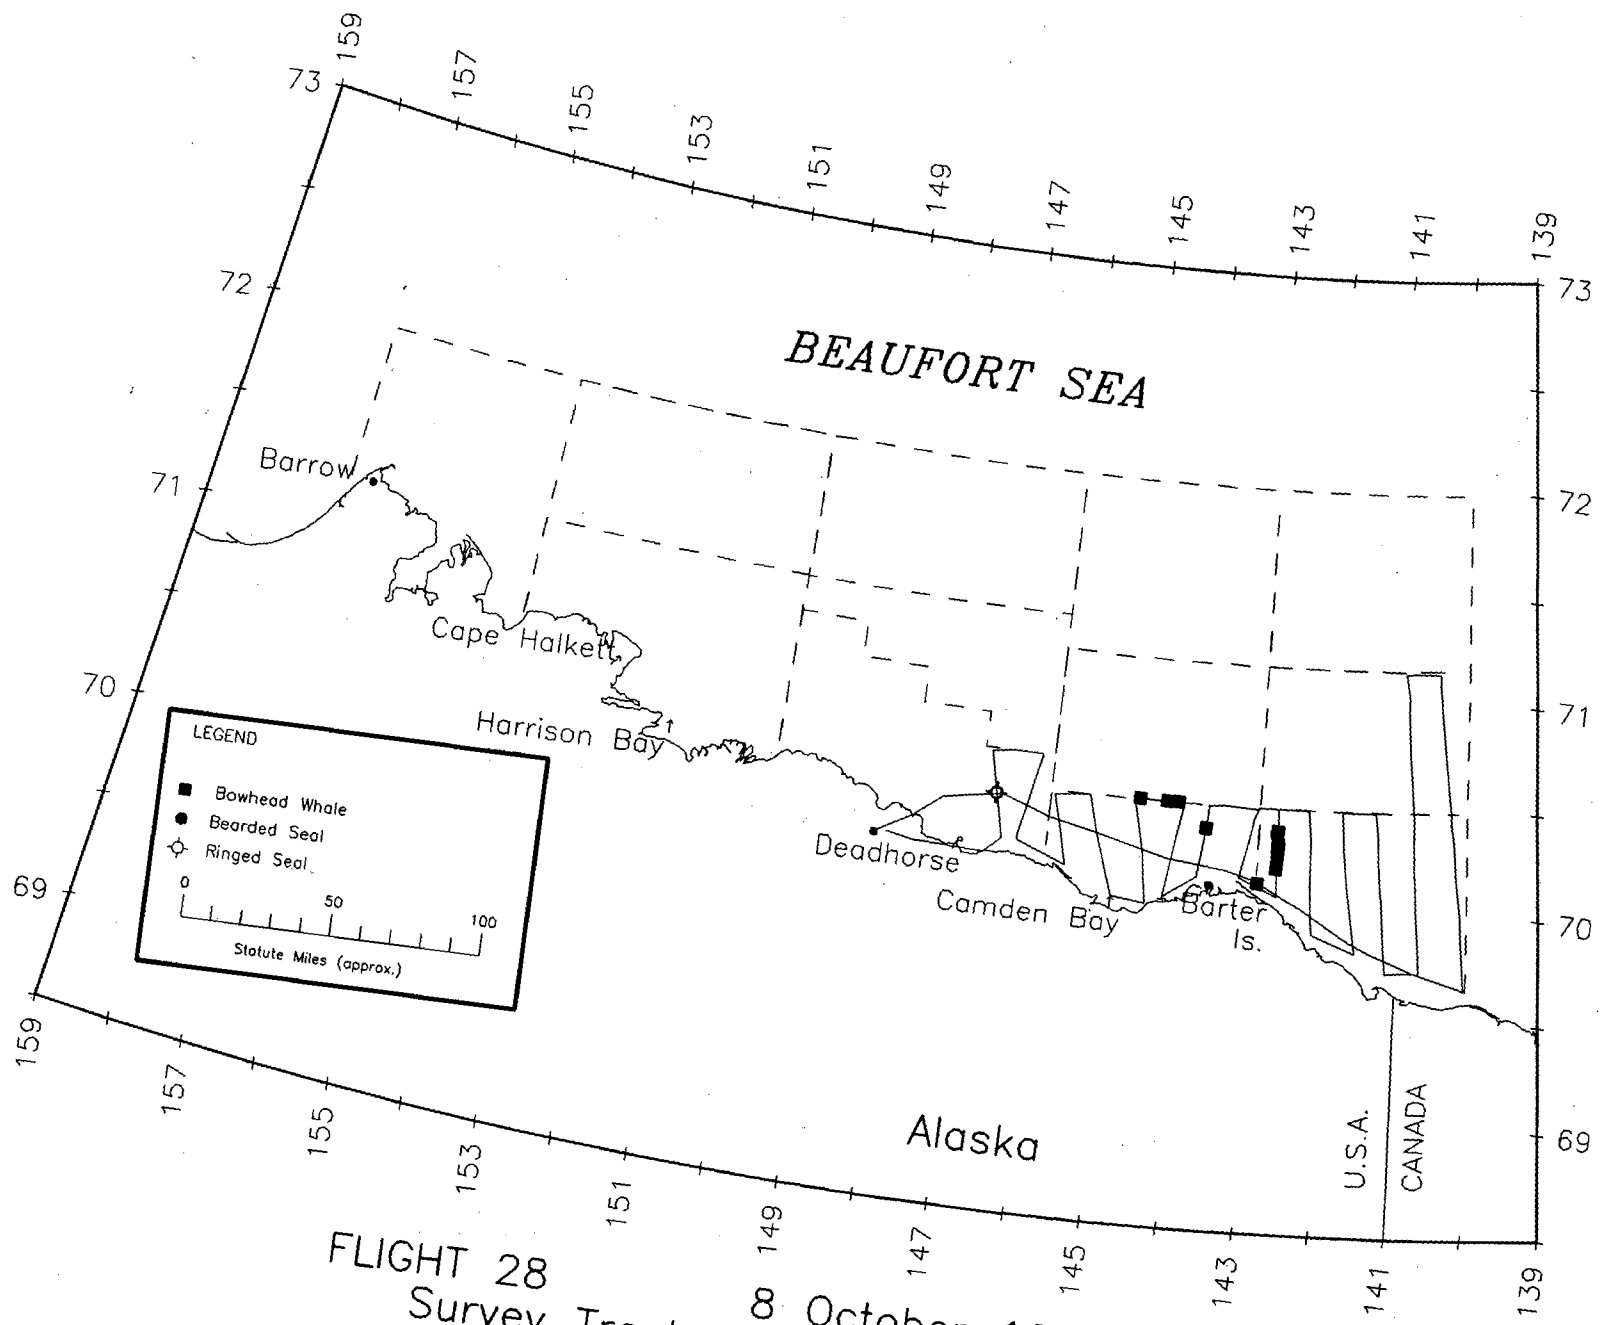 159
157
155
153
151
149
147
145
143
141
139
73
73
72
BEAUFORT SEA
Barrow
71
72
Cape Halkett
70
71
Harrison Bay
LEGEND
Bowhead Whale
Bearded Seal
Ringed Seal
0 50 100
Statute Miles (approx.)
Deadhorse
Camden Bay
Barter
Is.
69
70
Alaska
U.S.A.
CANADA
69
159
157
155
153
151
149
147
145
143
141
139
FLIGHT 28
Survey
8 October